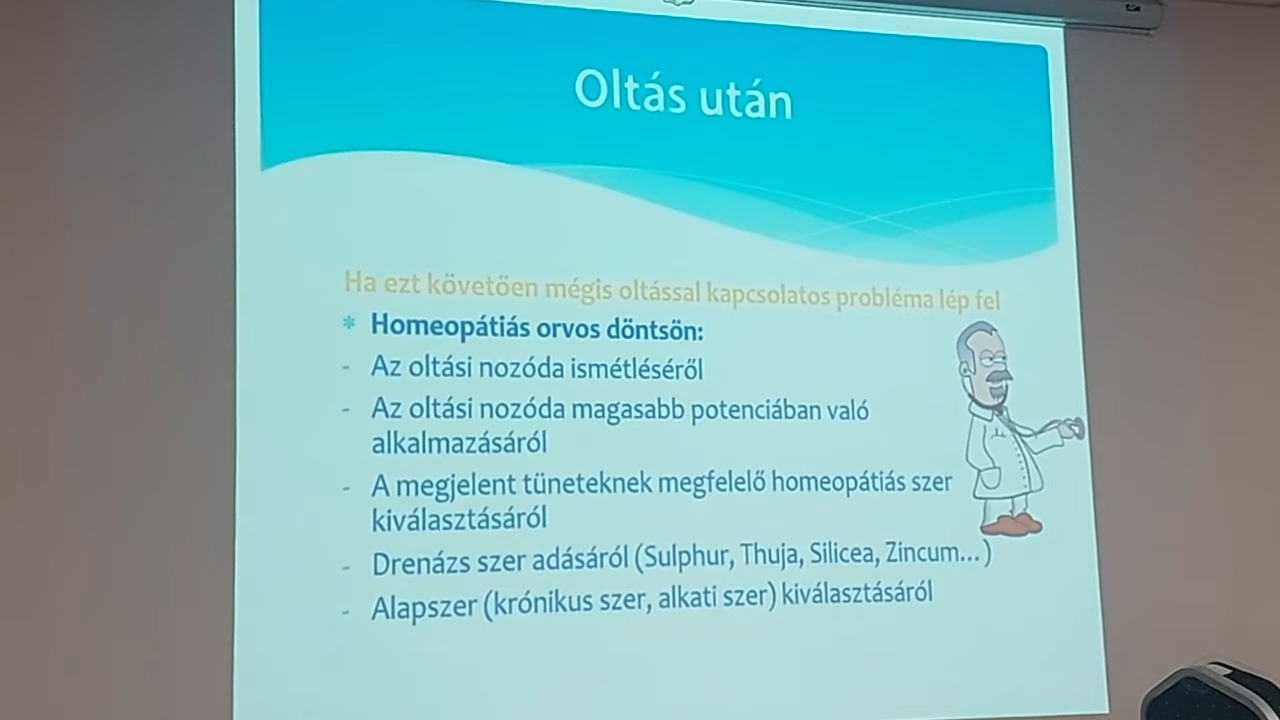 Oltás után
Ha ezt követően mégis oltással kapcsolatos probléma lép fel
* Homeopátiás orvos döntsön:
- Az oltási nozóda ismétléséről
- Az oltási nozóda magasabb potenciában való
alkalmazásáról
- A megjelent tüneteknek megfelelő homeopátiás szer
kiválasztásáról
- Drenázs szer adásáról (Sulphur, Thuja, Silicea, Zincum...)
- Alapszer (krónikus szer, alkati szer) kiválasztásáról